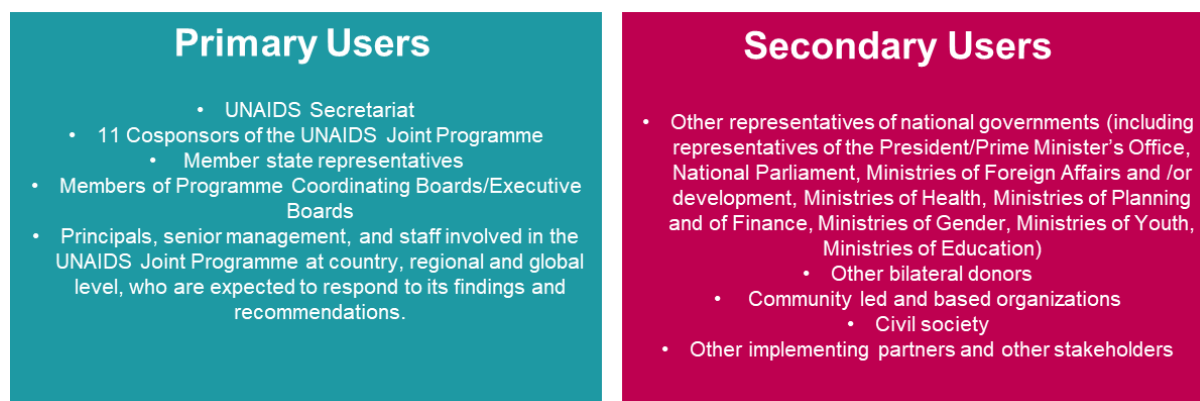 Primary Users
• UNAIDS Secretariat
• 11 Cosponsors of the UNAIDS Joint Programme
• Member state representatives
• Members of Programme Coordinating Boards/Executive
Boards
• Principals, senior management, and staff involved in the
UNAIDS Joint Programme at country, regional and global
level, who are expected to respond to its findings and
recommendations.
Secondary Users
• Other representatives of national governments (including
representatives of the President/Prime Minister's Office,
National Parliament, Ministries of Foreign Affairs and /or
development, Ministries of Health, Ministries of Planning
and of Finance, Ministries of Gender, Ministries of Youth,
Ministries of Education)
• Other bilateral donors
• Community led and based organizations
• Civil society
• Other implementing partners and other stakeholders